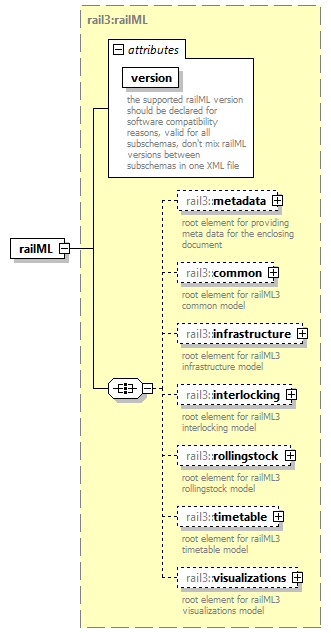 rail3:railML
attributes
version
the supported railML version
should be declared for
software compatibility
reasons, valid for all
subschemas, don't mix railML
versions between
subschemas in one XML file
rail3::metadata
root element for providing
meta data for the enclosing
document
railML
rail3::common
root element for railML3
common model
rail3::infrastructure
root element for railML3
infrastructure model
rail3::interlocking
root element for railML3
interlocking model
rail3::rollingstock
root element for railML3
rollingstock model
rail3::timetable
root element for railML3
timetable model
rail3::visualizations
root element for railML3
visualizations model